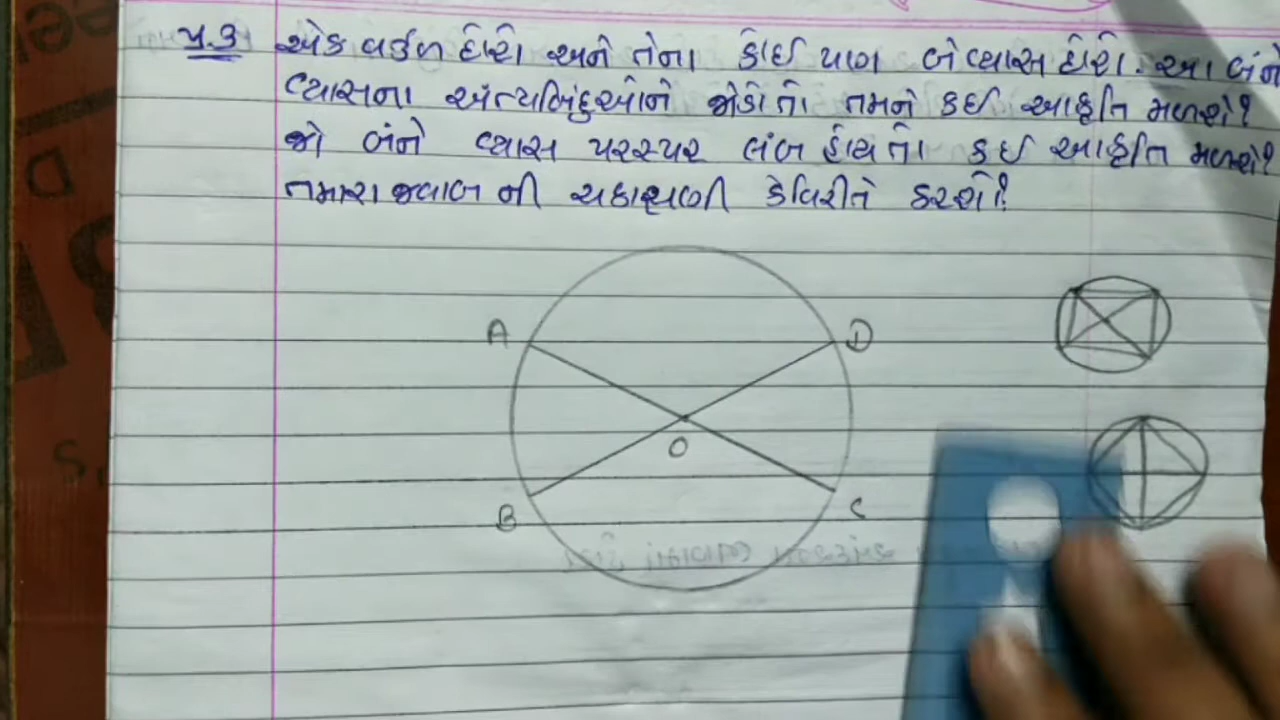 પ્ર.૩ એક વર્તુળ દોરો અને તેના કોઈ પણ બે વ્યાસ દોરો. આ બંને
વ્યાસના અંત્યબિંદુઓને જોડો તો તમને કઈ આકૃતિ મળશે?
જો બંને વ્યાસ પરસ્પર લંબ હોય તો કઈ આકૃતિ મળશે?
તમારા જવાબ ની ચકાસણી કેવિરીતે કરશો?
A D
O
B C